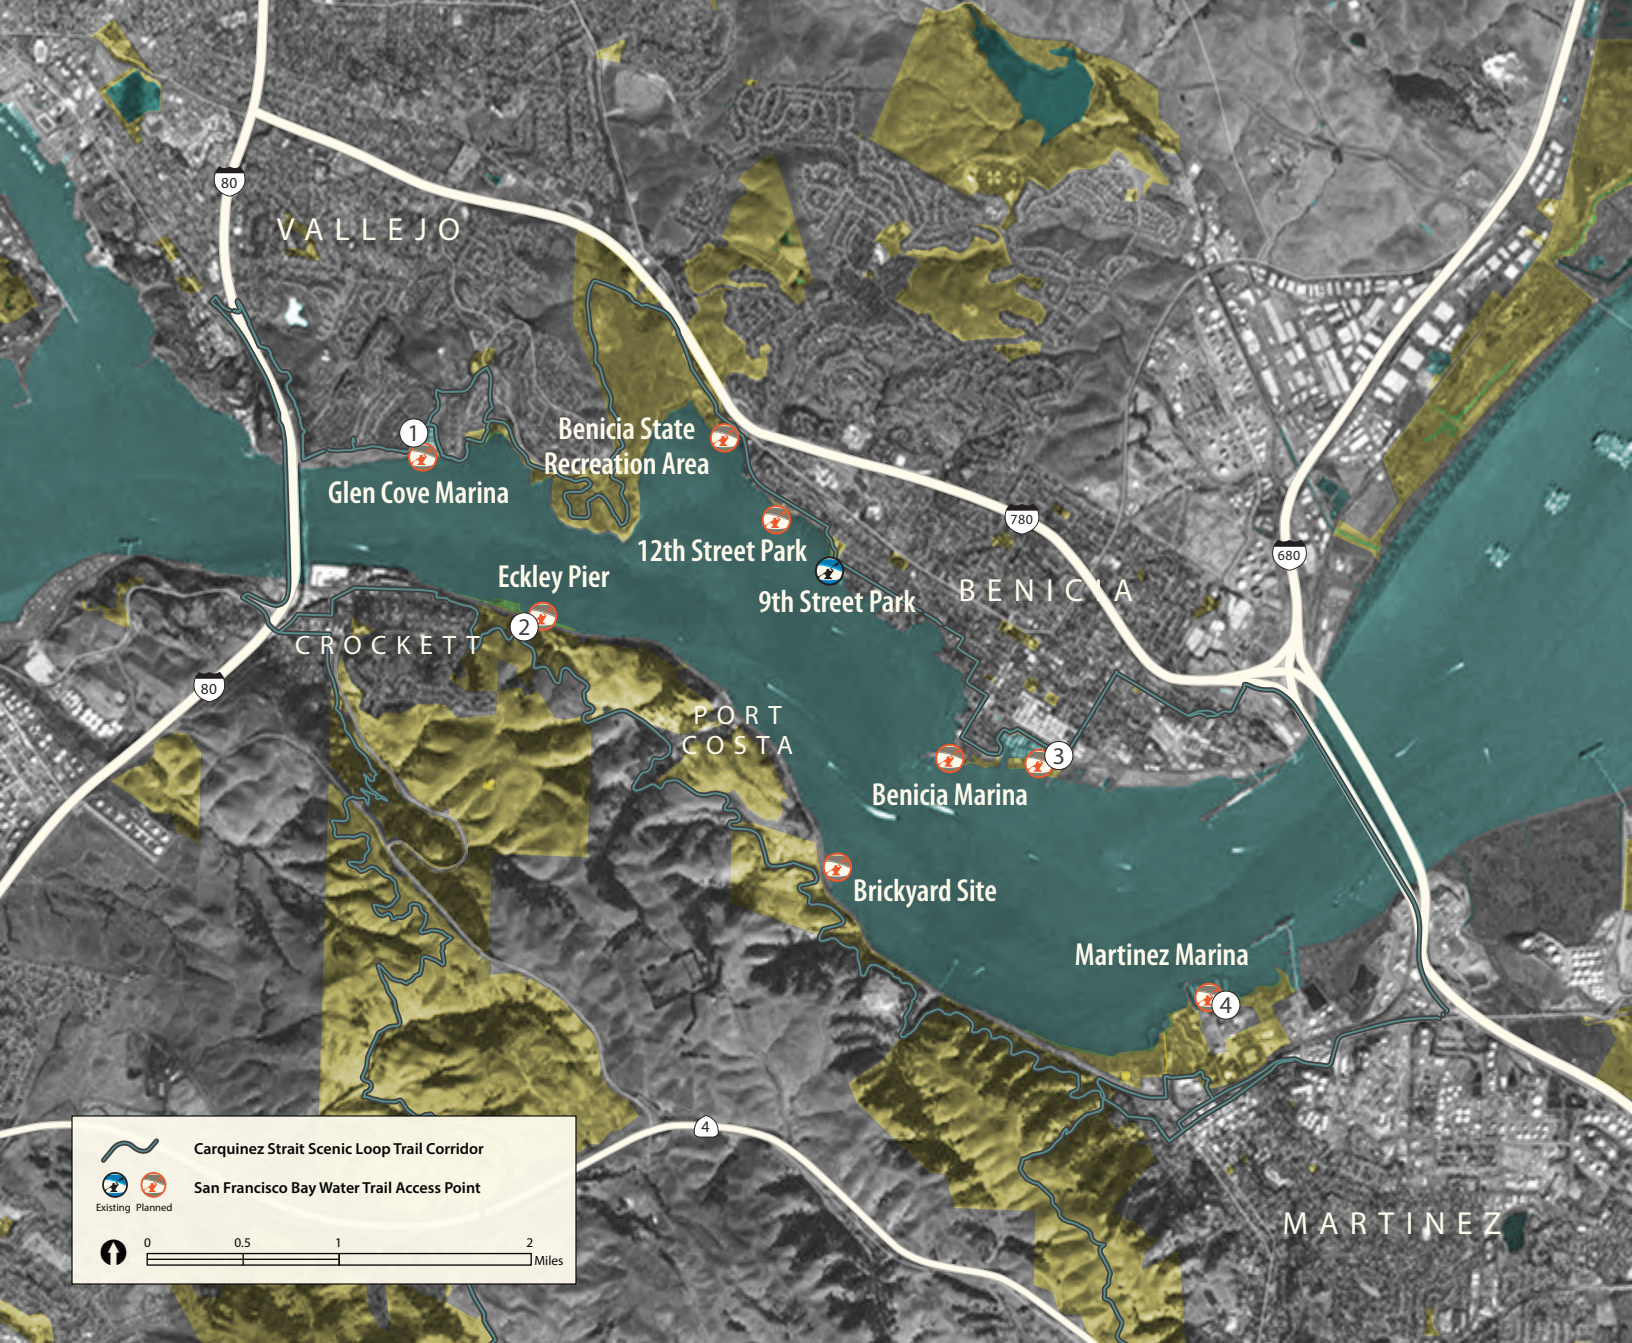 80
VALLEJO
1
Glen Cove Marina
Benicia State
Recreation Area
12th Street Park
9th Street Park
780
680
BENICIA
Eckley Pier
2
CROCKETT
80
PORT
COSTA
3
Benicia Marina
Brickyard Site
Martinez Marina
4
4
MARTINEZ
Carquinez Strait Scenic Loop Trail Corridor
San Francisco Bay Water Trail Access Point
Existing Planned
0 0.5 1 2
Miles